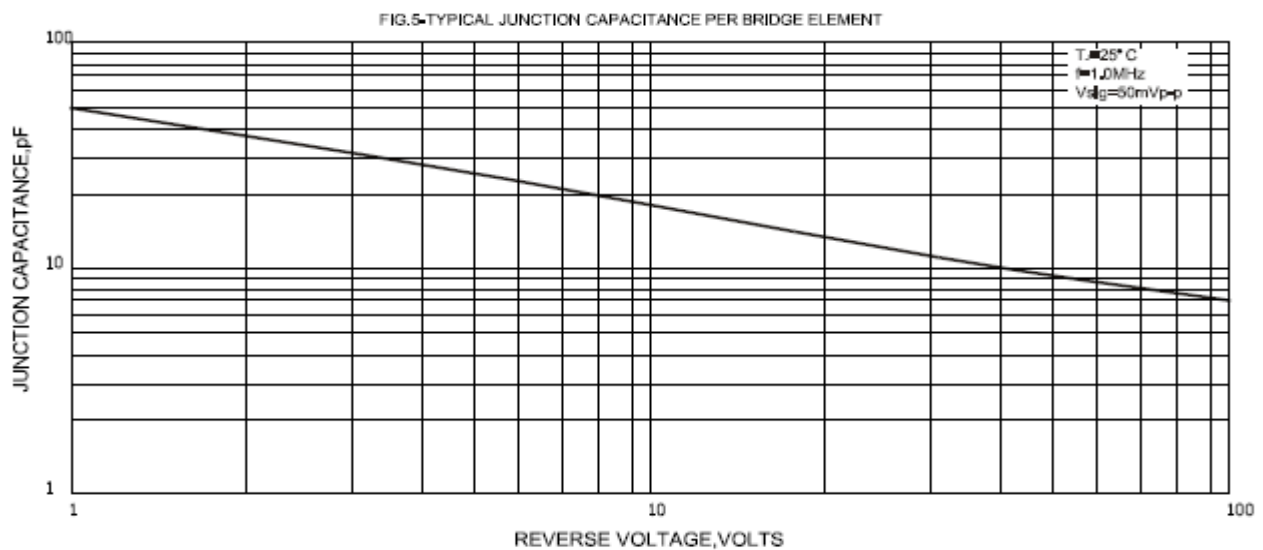 FIG.5-TYPICAL JUNCTION CAPACITANCE PER BRIDGE ELEMENT
100
10
1
JUNCTION CAPACITANCE,pF
T =25° C
f=1.0MHz
Vsig=50mVp-p
1
10
100
REVERSE VOLTAGE,VOLTS